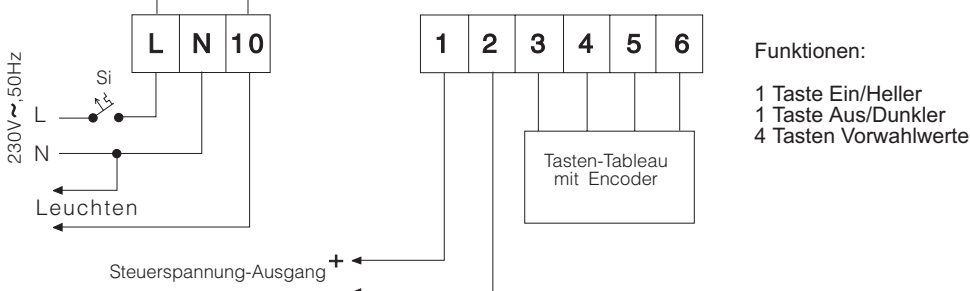 L N 10
1 2 3 4 5 6
Funktionen:
1 Taste Ein/Heller
1 Taste Aus/Dunkler
4 Tasten Vorwahlwerte
230V~,50Hz
Si
L
N
Leuchten
Tasten-Tableau
mit Encoder
Steuerspannung-Ausgang +